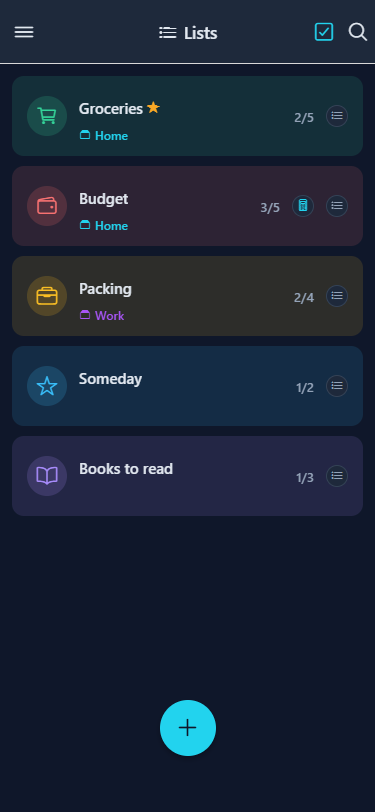 Lists
Groceries
2/5
Home
Budget
3/5
Home
Packing
2/4
Work
Someday
1/2
Books to read
1/3